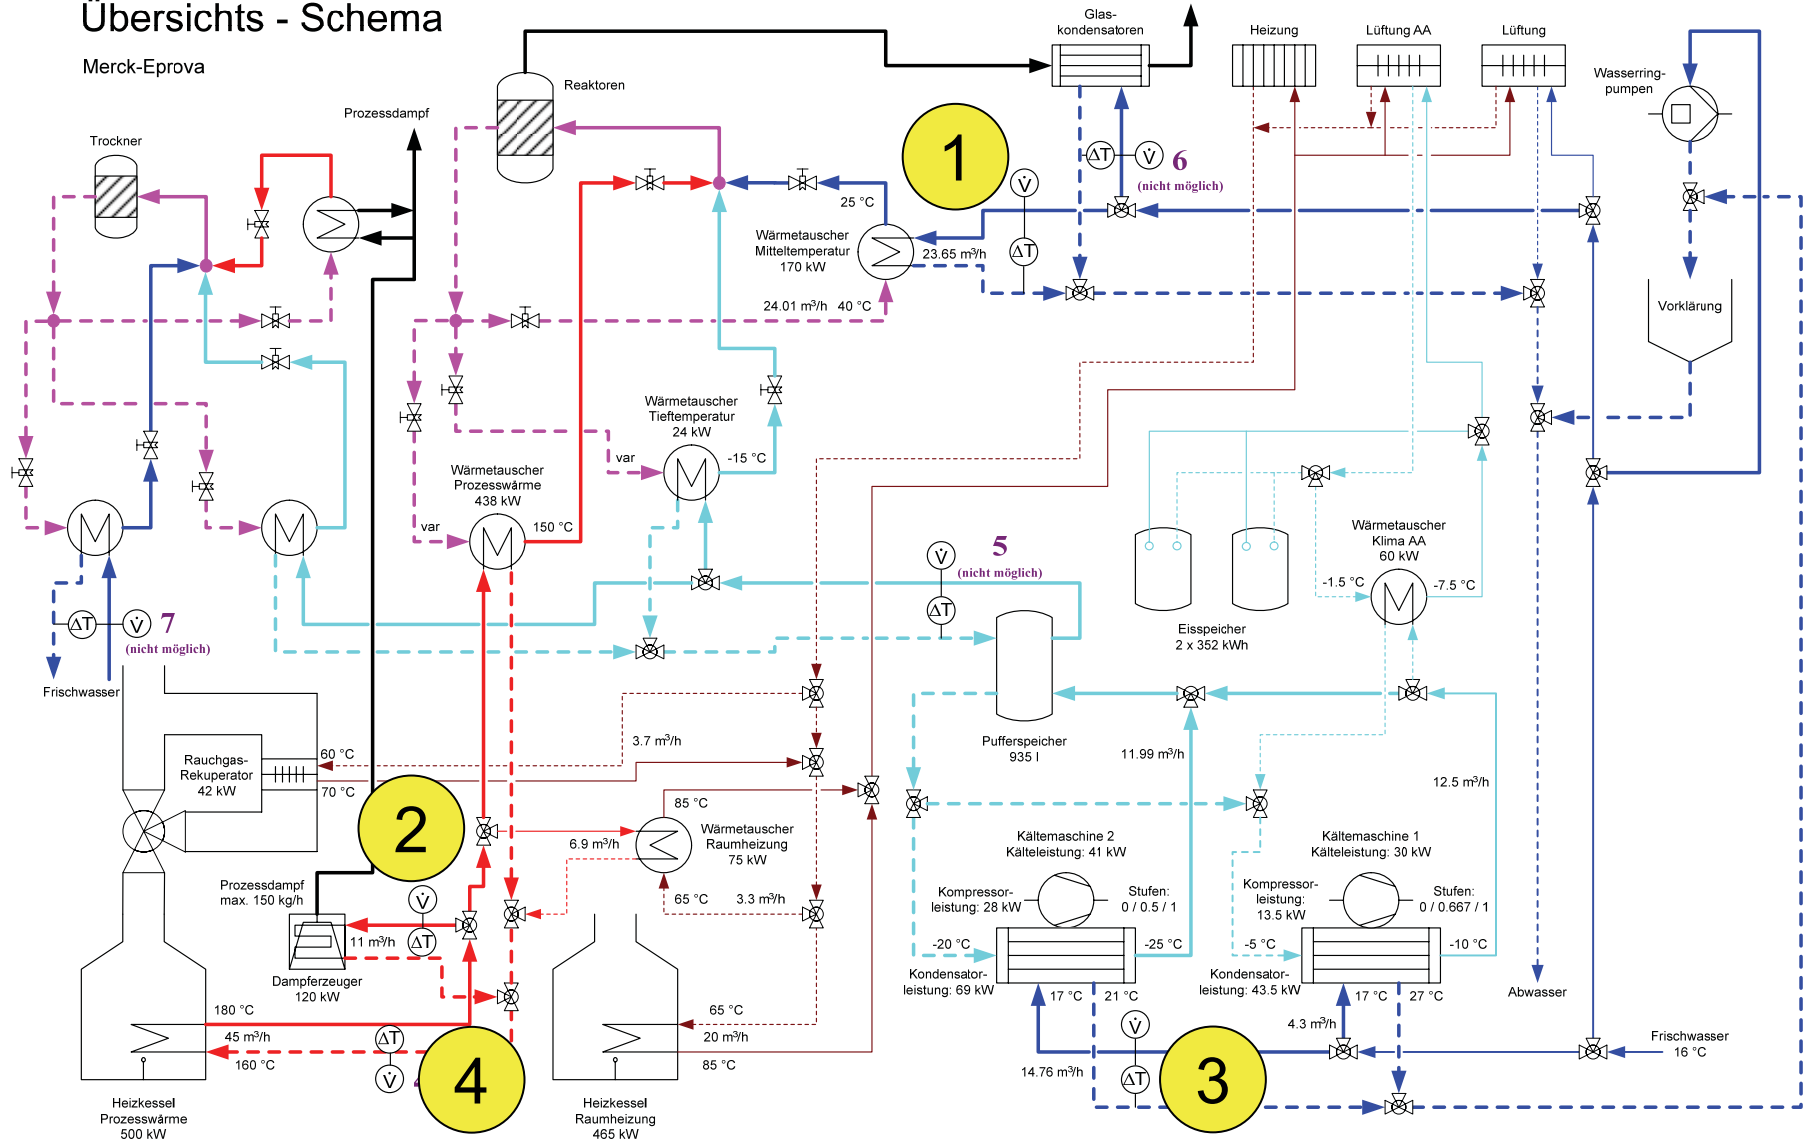 Übersichts - Schema
Merck-Eprova
Glas-
kondensatoren
Heizung
Lüftung AA
Lüftung
Wasserring-
pumpen
Reaktoren
Prozessdampf
Trockner
1
ΔT
V̇
6
(nicht möglich)
V̇
ΔT
25 °C
Wärmetauscher
Mitteltemperatur
170 kW
23.65 m³/h
24.01 m³/h
40 °C
Vorklärung
Wärmetauscher
Tieftemperatur
24 kW
-15 °C
var
Wärmetauscher
Prozesswärme
438 kW
var
150 °C
V̇
5
(nicht möglich)
ΔT
Wärmetauscher
Klima AA
60 kW
-1.5 °C
-7.5 °C
Eisspeicher
2 x 352 kWh
ΔT
V̇
7
(nicht möglich)
Frischwasser
Pufferspeicher
935 l
11.99 m³/h
12.5 m³/h
Rauchgas-
Rekuperator
42 kW
60 °C
70 °C
3.7 m³/h
2
85 °C
6.9 m³/h
Wärmetauscher
Raumheizung
75 kW
65 °C
3.3 m³/h
Prozessdampf
max. 150 kg/h
V̇
ΔT
11 m³/h
Dampferzeuger
120 kW
Kältemaschine 2
Kälteleistung: 41 kW
Kompressor-
leistung: 28 kW
Stufen:
0 / 0.5 / 1
-20 °C
-25 °C
Kondensator-
leistung: 69 kW
17 °C
21 °C
Kältemaschine 1
Kälteleistung: 30 kW
Kompressor-
leistung:
13.5 kW
Stufen:
0 / 0.667 / 1
-5 °C
-10 °C
Kondensator-
leistung: 43.5 kW
17 °C
27 °C
Abwasser
180 °C
45 m³/h
160 °C
ΔT
V̇
4
65 °C
20 m³/h
85 °C
V̇
ΔT
14.76 m³/h
3
4.3 m³/h
Frischwasser
16 °C
Heizkessel
Prozesswärme
500 kW
Heizkessel
Raumheizung
465 kW